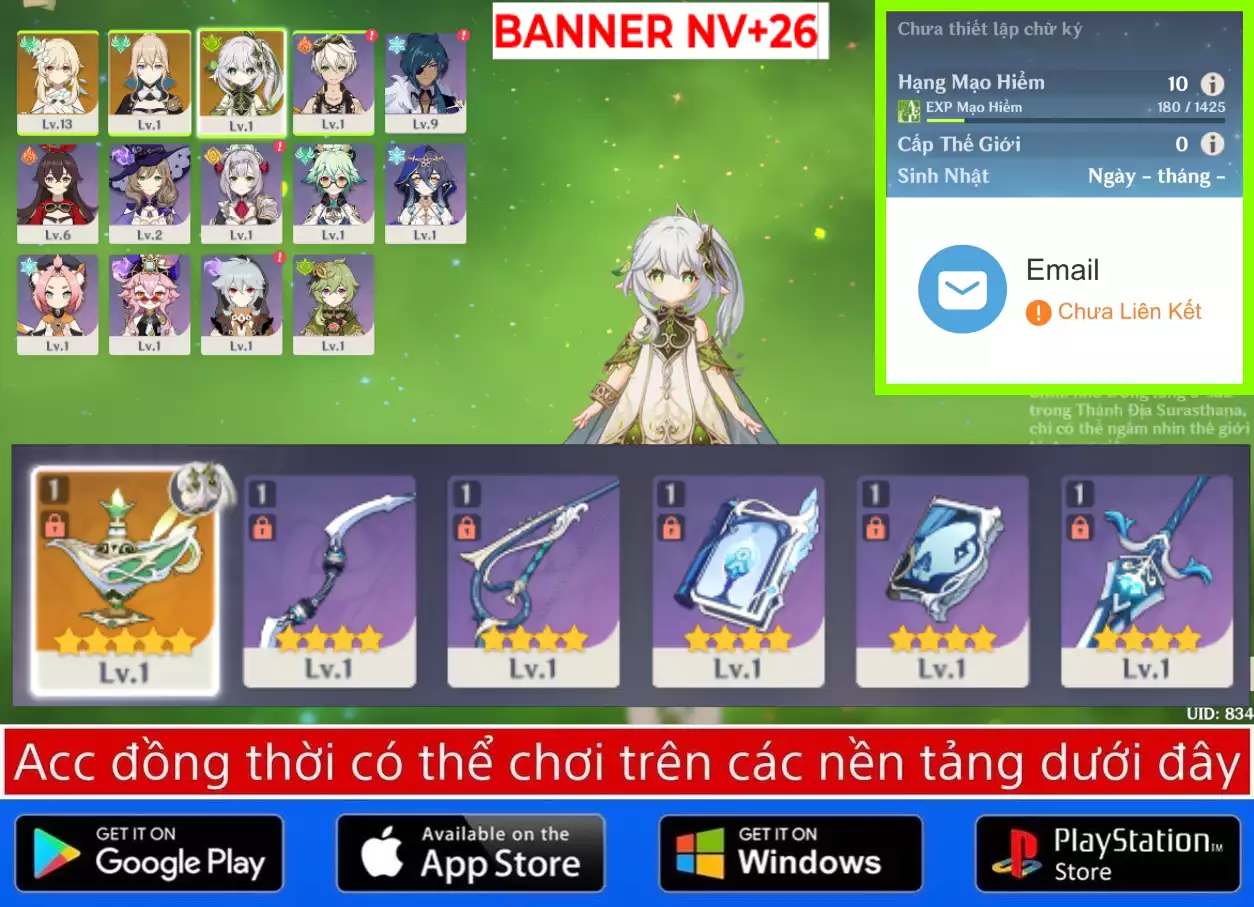 BANNER NV+26
Chưa thiết lập chữ ký
Hạng Mạo Hiểm 10
EXP Mạo Hiểm 180 / 1425
Cấp Thế Giới 0
Sinh Nhật Ngày - tháng -
Email
! Chưa Liên Kết
Lv.13 Lv.1 Lv.1 Lv.1 Lv.9
Lv.6 Lv.2 Lv.1 Lv.1 Lv.1
Lv.1 Lv.1 Lv.1 Lv.1
trong Thánh Địa Surasthana,
chỉ có thể ngắm nhìn thế giới
1 1 1 1 1 1
Lv.1 Lv.1 Lv.1 Lv.1 Lv.1 Lv.1
UID: 834
Acc đồng thời có thể chơi trên các nền tảng dưới đây
GET IT ON
Google Play
Available on the
App Store
GET IT ON
Windows
PlayStation™
Store